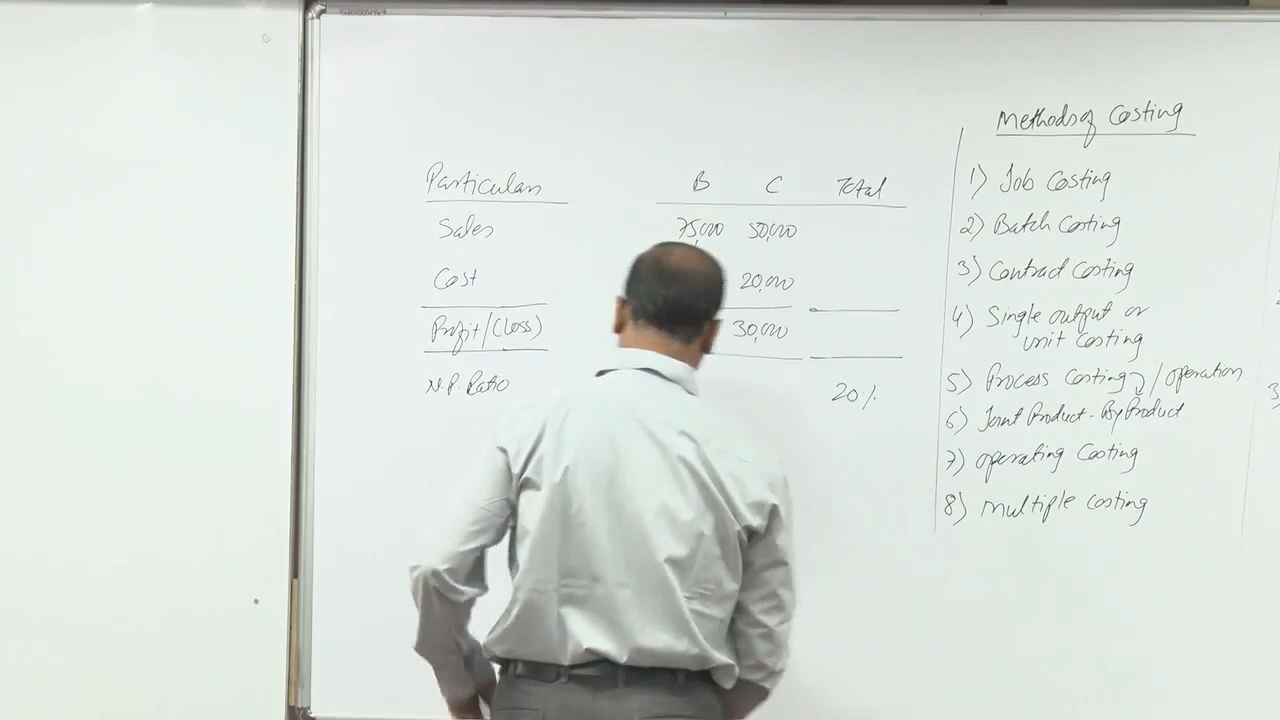 Particulars B C Total
Sales 75,000 50,000
Cost 20,000
Profit/(Loss) 30,000
N.P. Ratio 20%
Methods of Costing
1) Job Costing
2) Batch Costing
3) Contract Costing
4) Single output or
unit Costing
5) Process Costing / operation
6) Joint Product - By Product
7) operating Costing
8) Multiple Costing